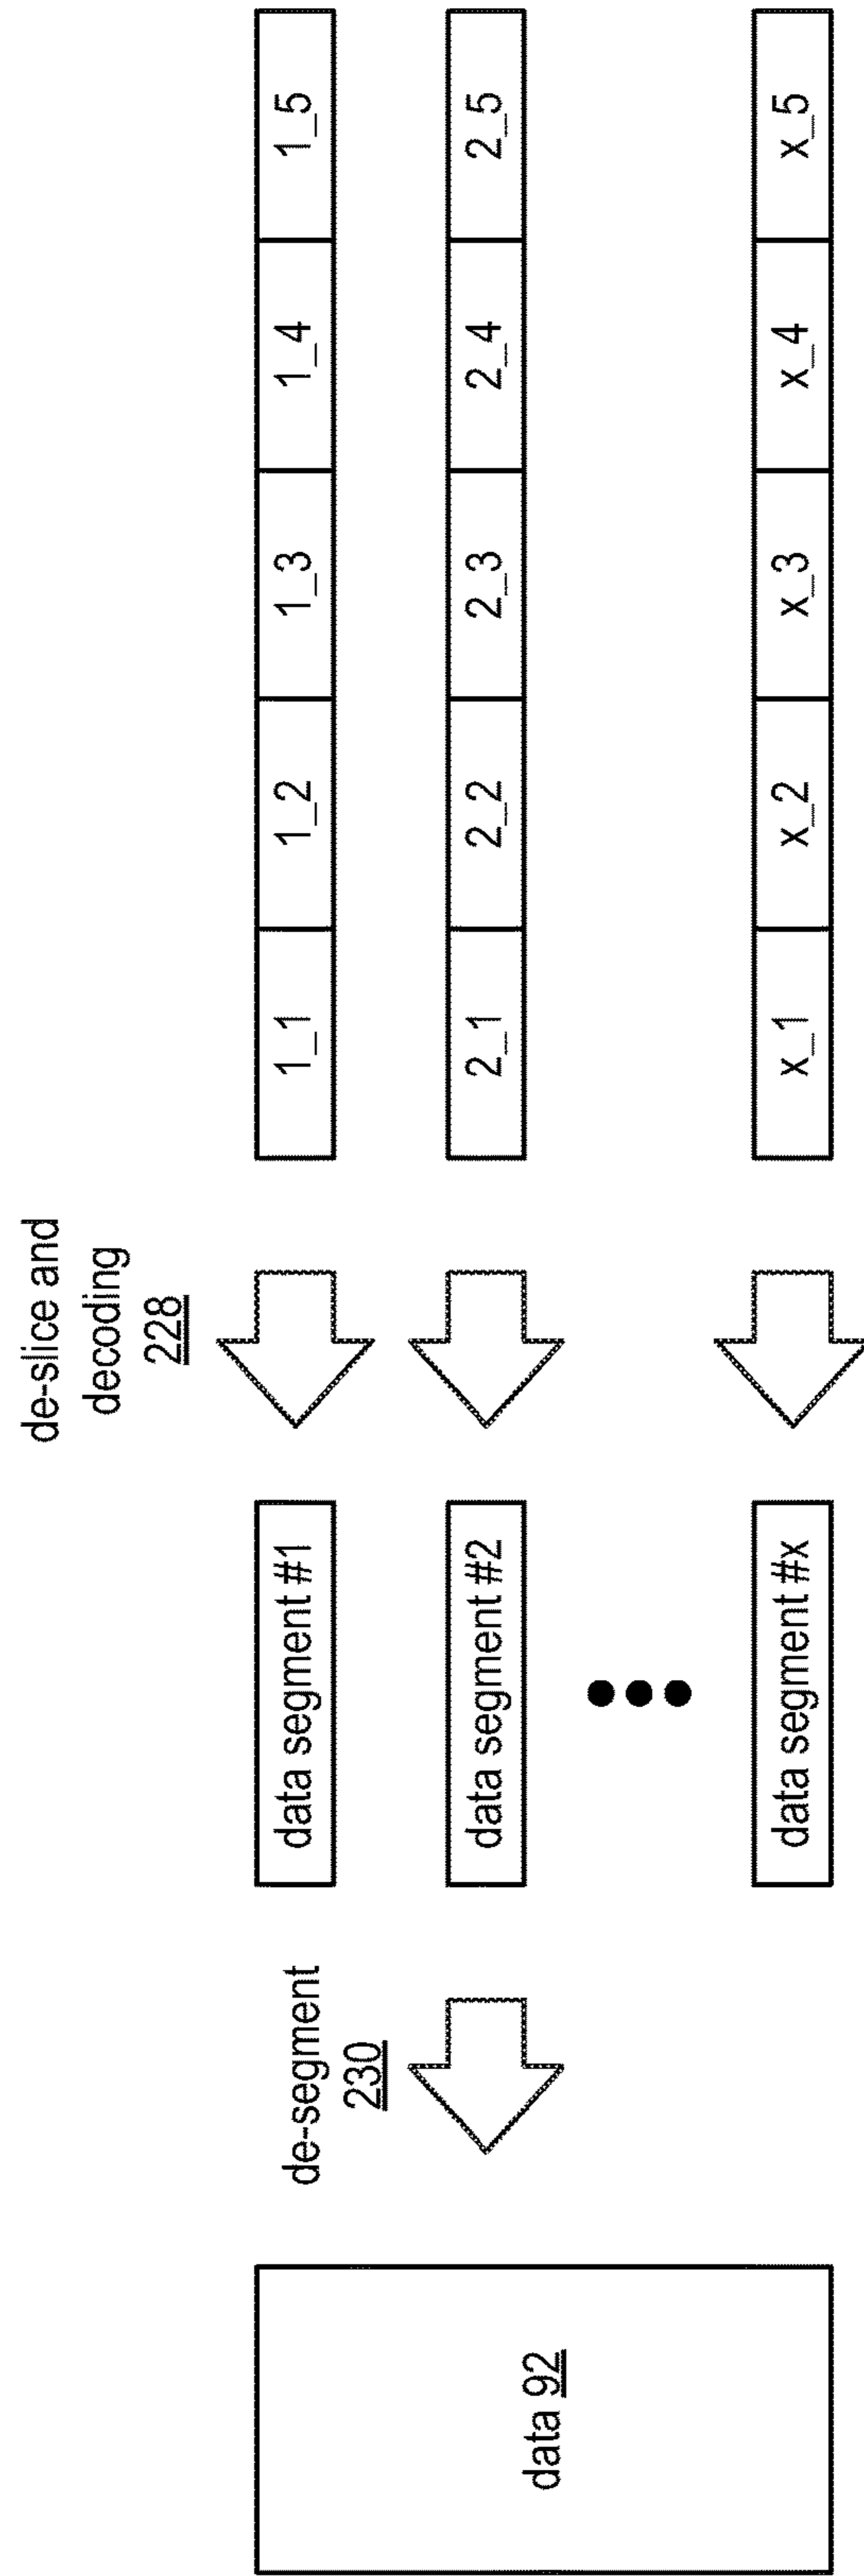 de-slice and
decoding
228
de-segment
230
data 92
data segment #1
1_1
1_2
1_3
1_4
1_5
data segment #2
2_1
2_2
2_3
2_4
2_5
data segment #x
x_1
x_2
x_3
x_4
x_5